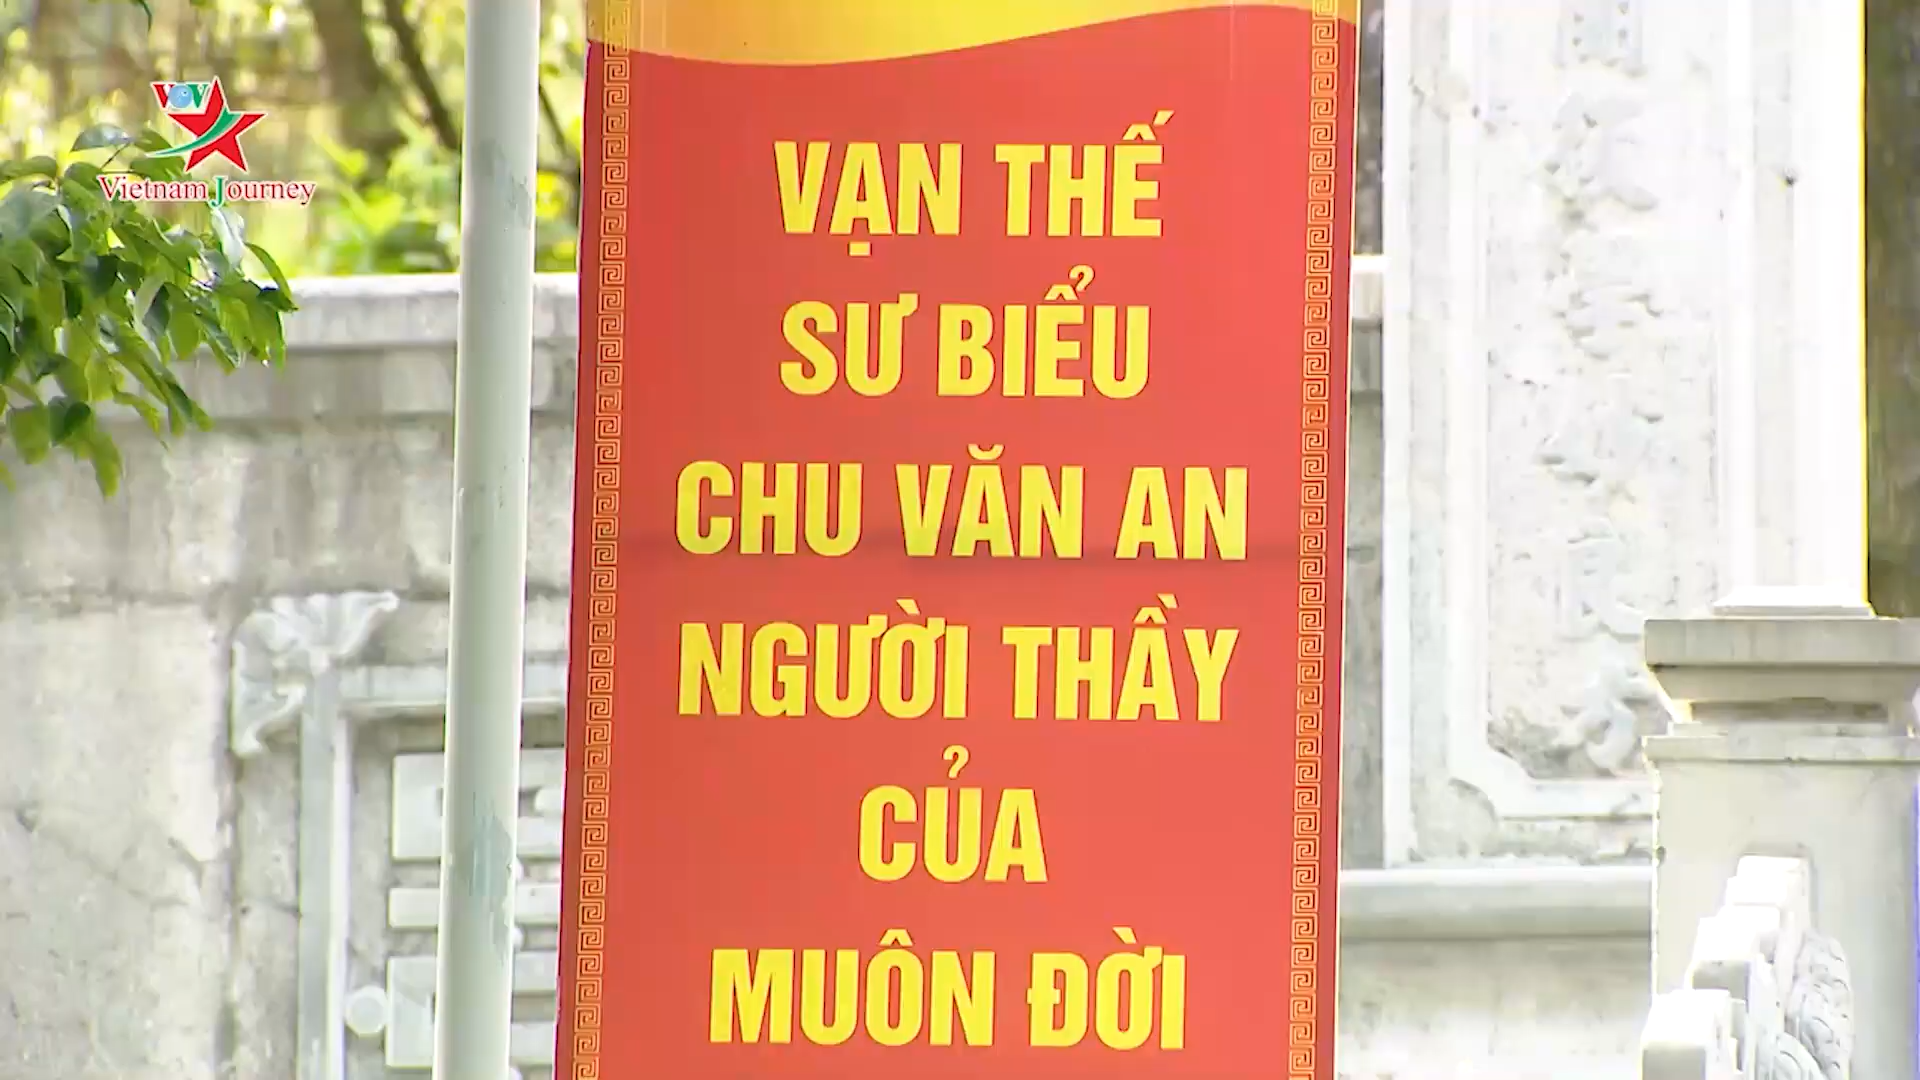 VOV
Vietnam Journey
VẠN THẾ
SƯ BIỂU
CHU VĂN AN
NGƯỜI THẦY
CỦA
MUÔN ĐỜI